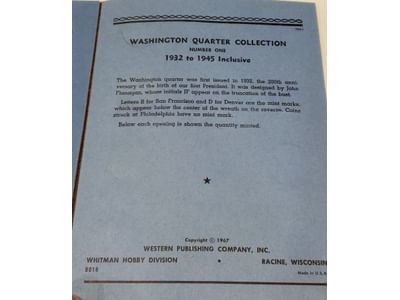 WASHINGTON QUARTER COLLECTION
NUMBER ONE
1932 to 1945 Inclusive
The Washington quarter was first issued in 1932, the 200th anni-
versary of the birth of our first President. It was designed by John
Flanagan, whose initials JF appear on the truncation of the bust.
Letters S for San Francisco and D for Denver are the mint marks,
which appear below the center of the wreath on the reverse. Coins
struck at Philadelphia have no mint mark.
Below each opening is shown the quantity minted.
Copyright © 1967
WESTERN PUBLISHING COMPANY, INC.
WHITMAN HOBBY DIVISION • RACINE, WISCONSIN
Made in U.S.A